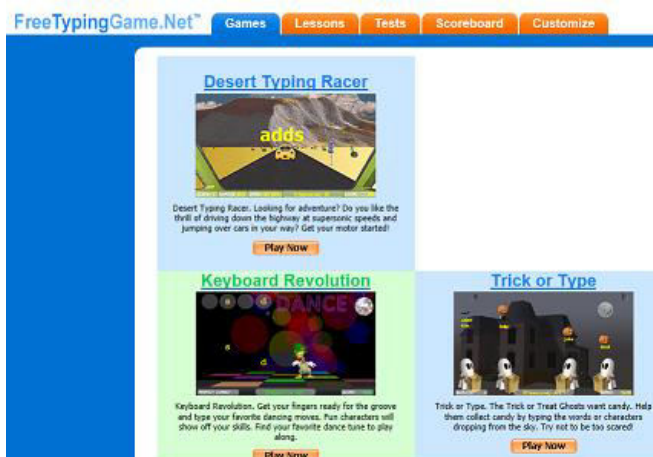 FreeTypingGame.Net™
Games Lessons Tests Scoreboard Customize
Desert Typing Racer
adds
Desert Typing Racer. Looking for adventure? Do you like the
thrill of driving down the highway at supersonic speeds and
jumping over cars in your way? Get your motor started!
Play Now
Keyboard Revolution
DANCE
Keyboard Revolution. Get your fingers ready for the groove
and type your favorite dancing moves. Fun characters will
show off your skills. Find your favorite dance tune to play
along.
Play Now
Trick or Type
Trick or Type. The Trick or Treat Ghosts want candy. Help
them collect candy by typing the words or characters
dropping from the sky. Try not to be too scared!
Play Now